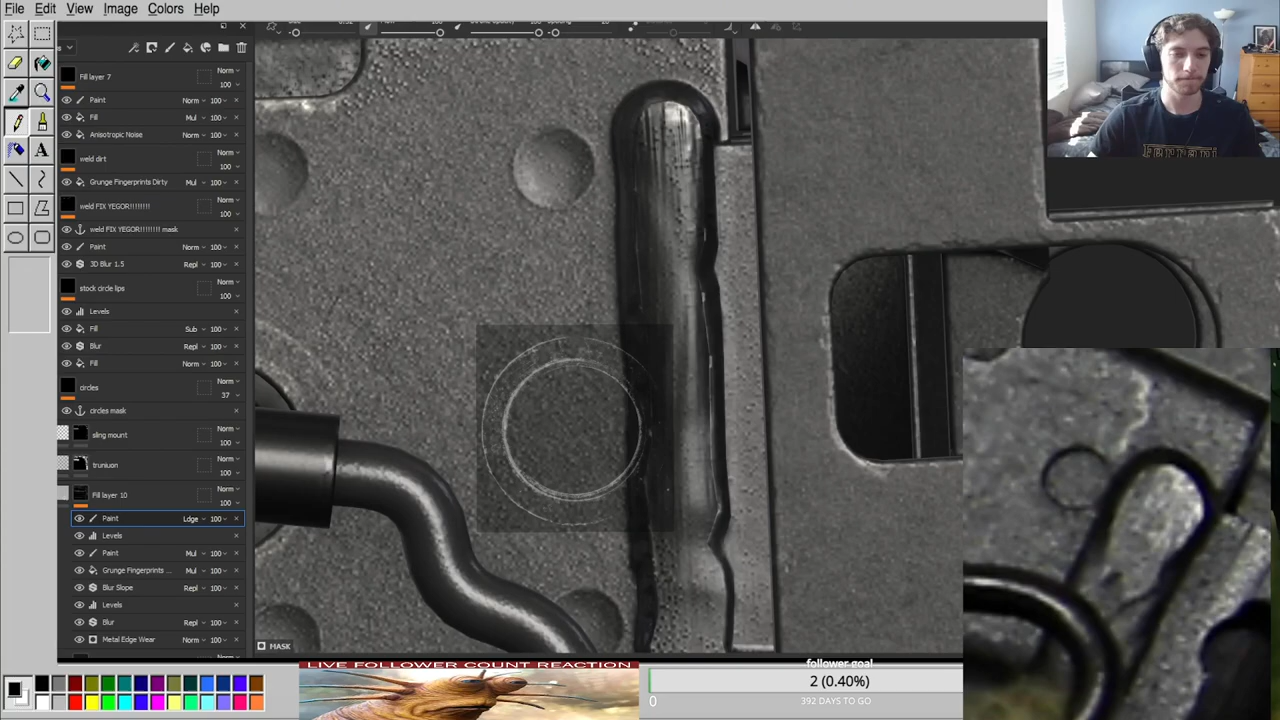 File Edit View Image Colors Help
Fill layer 7 Norm 100
Paint Norm 100
Fill Mul 100
Anisotropic Noise Norm 100
weld dirt Norm 100
Grunge Fingerprints Dirty Mul 100
weld FIX YEGOR!!!!!!!! Norm 100
weld FIX YEGOR!!!!!!!! mask
Paint Norm 100
3D Blur 1.5 Repl 100
stock circle lips Norm 100
Levels
Fill Sub 100
Blur Repl 100
Fill Norm 100
circles Norm 37
circles mask
sling mount Norm 100
Norm 100
Fill layer 10 Norm 100
Paint Ldge 100
Levels
Paint Mul 100
Grunge Fingerprints ... Mul 100
Blur Slope Repl 100
Levels
Blur Repl 100
Metal Edge Wear Norm 100
MASK
LIVE FOLLOWER COUNT REACTION
follower goal
2 (0.40%)
0 392 DAYS TO GO
Ferrari